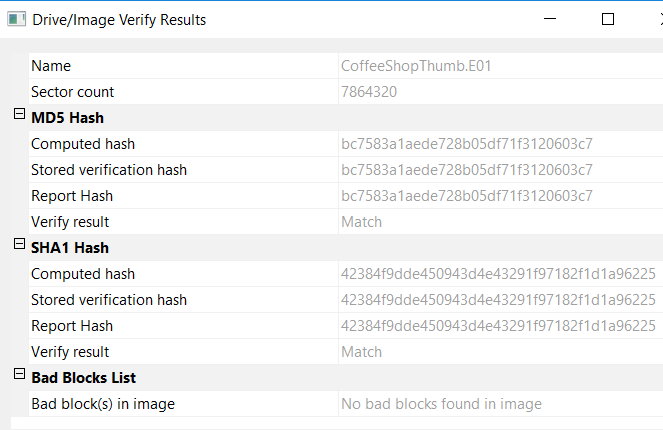 Drive/Image Verify Results
Name CoffeeShopThumb.E01
Sector count 7864320
MD5 Hash
Computed hash bc7583a1aede728b05df71f3120603c7
Stored verification hash bc7583a1aede728b05df71f3120603c7
Report Hash bc7583a1aede728b05df71f3120603c7
Verify result Match
SHA1 Hash
Computed hash 42384f9dde450943d4e43291f97182f1d1a96225
Stored verification hash 42384f9dde450943d4e43291f97182f1d1a96225
Report Hash 42384f9dde450943d4e43291f97182f1d1a96225
Verify result Match
Bad Blocks List
Bad block(s) in image No bad blocks found in image